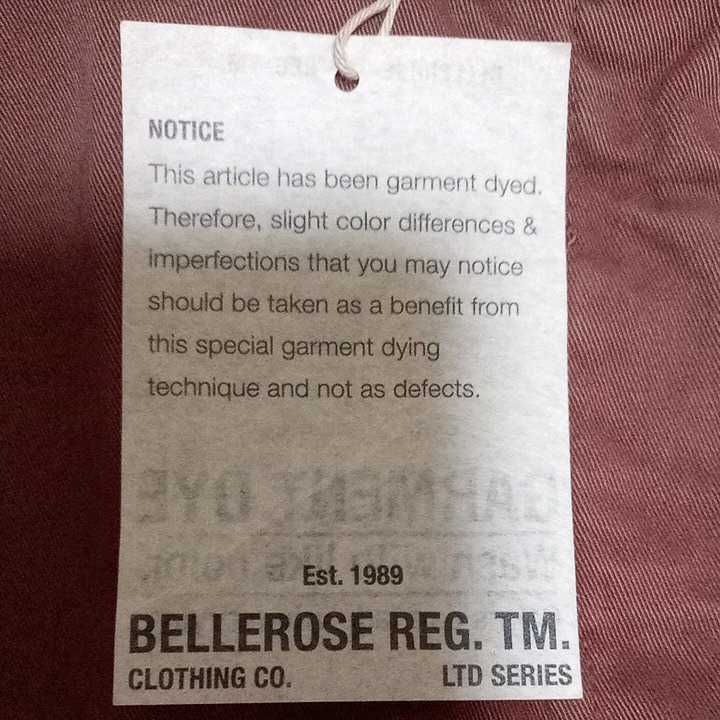 NOTICE
This article has been garment dyed.
Therefore, slight color differences &
imperfections that you may notice
should be taken as a benefit from
this special garment dying
technique and not as defects.
GARMENT DYE
Est. 1989
BELLEROSE REG. TM.
CLOTHING CO.
LTD SERIES